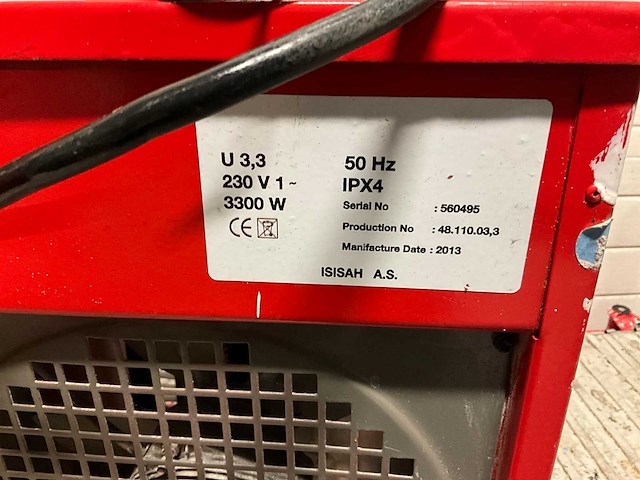 U 3,3 50 Hz
230 V 1~ IPX4
3300 W Serial No : 560495
CE Production No : 48.110.03,3
Manifacture Date : 2013
ISISAH A.S.